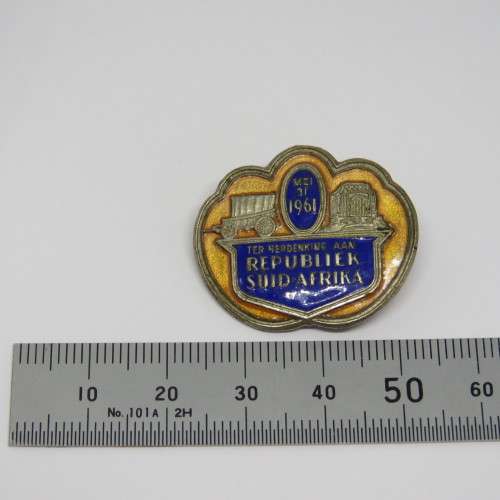 MEI
31
1961
TER HERDENKING AAN
REPUBLIEK
SUID-AFRIKA
10 20 30 40 50 60
No. 101A 2H